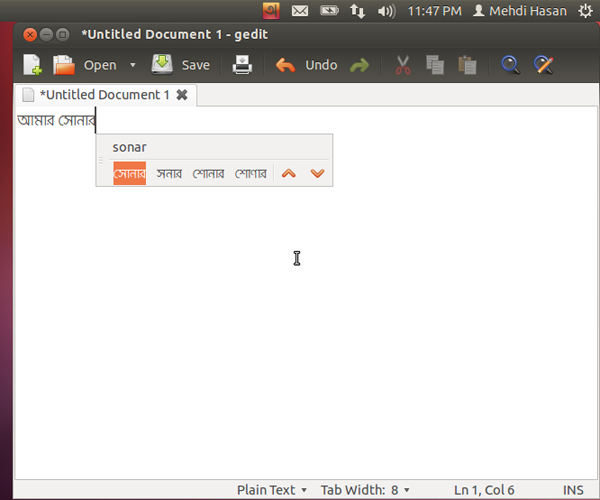 অ 11:47 PM Mehdi Hasan
*Untitled Document 1 - gedit
Open Save Undo
*Untitled Document 1
আমার সোনার
sonar
সোনার সনার শোনার শোণার
Plain Text Tab Width: 8 Ln 1, Col 6 INS